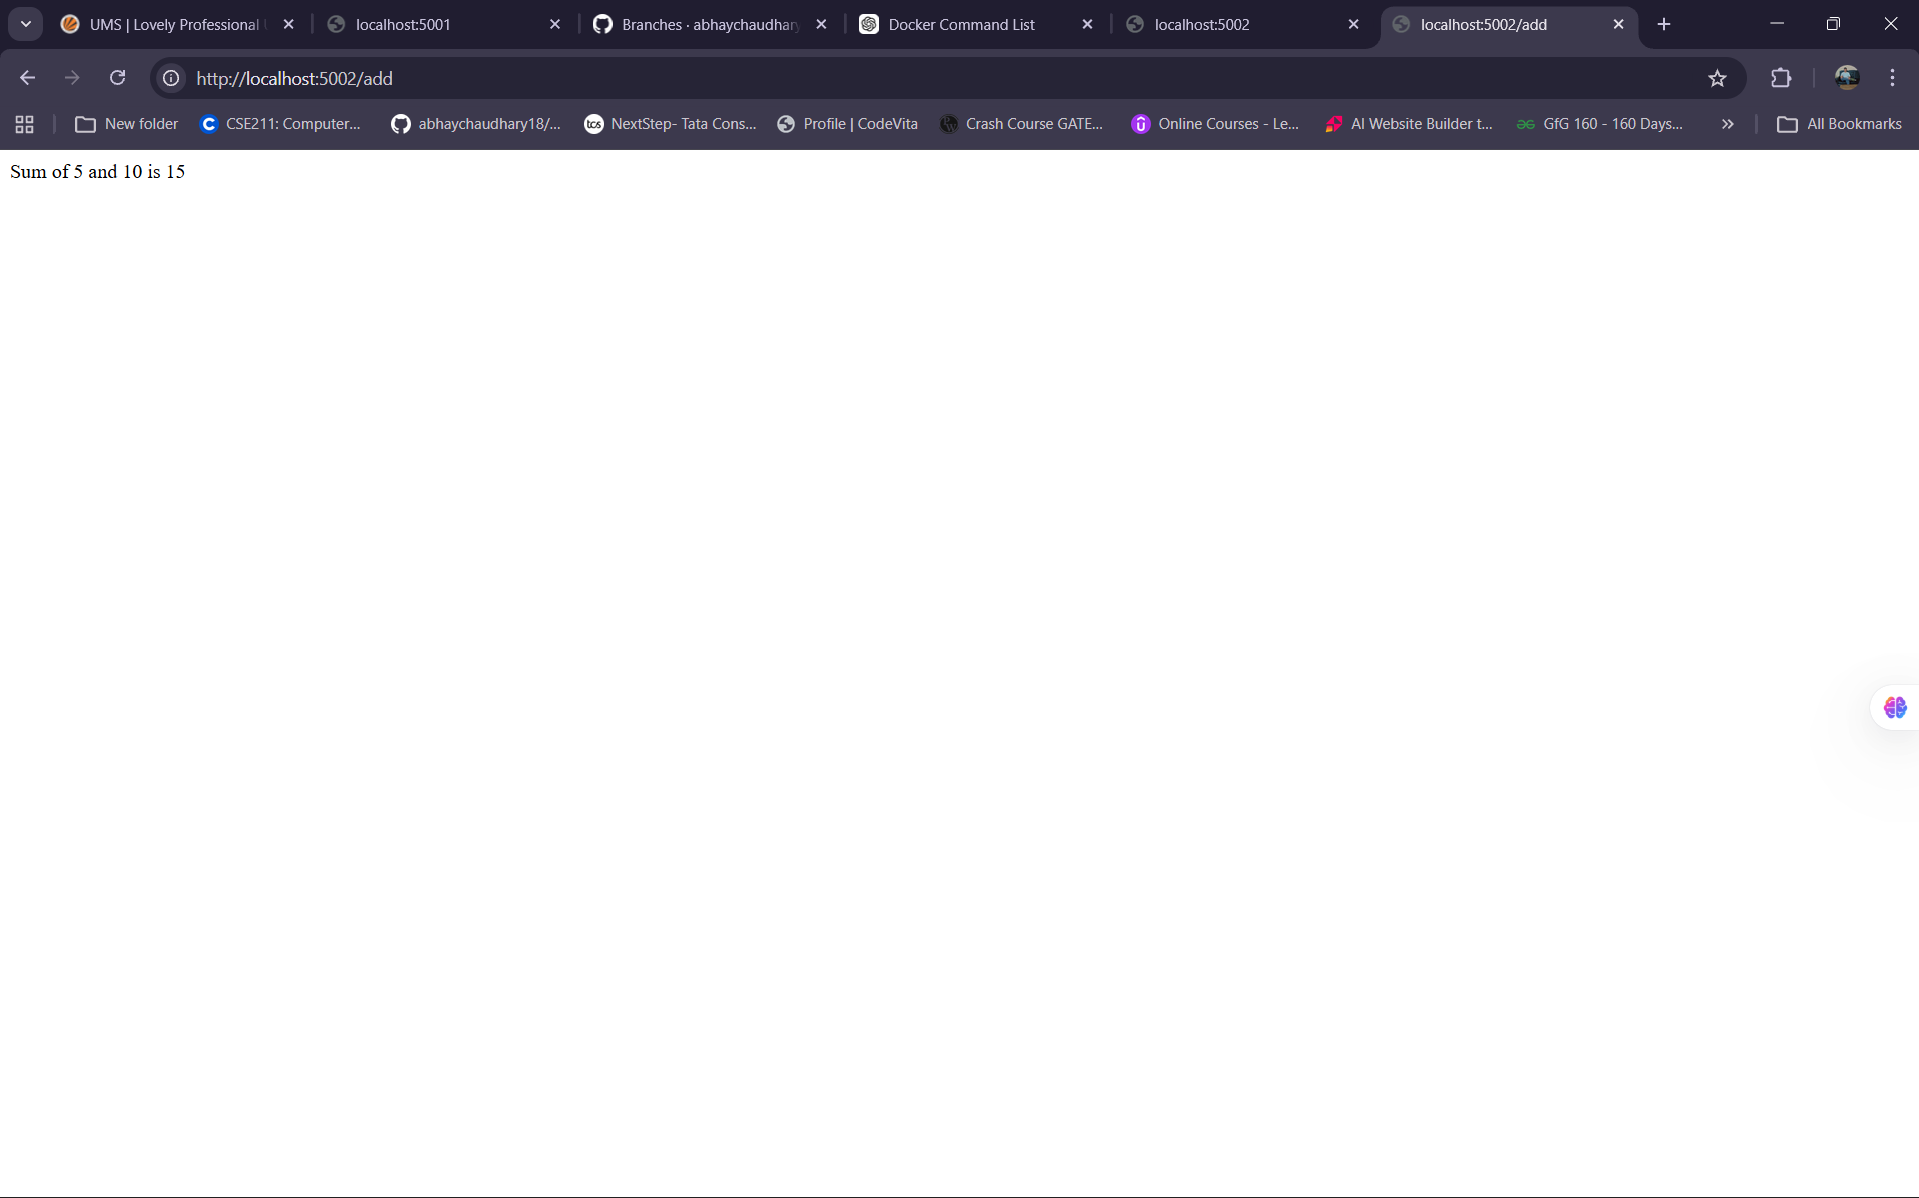 UMS | Lovely Professional
localhost:5001
Branches · abhaychaudhary
Docker Command List
localhost:5002
localhost:5002/add
http://localhost:5002/add
New folder
CSE211: Computer...
abhaychaudhary18/...
tcs
NextStep- Tata Cons...
Profile | CodeVita
Crash Course GATE...
Online Courses - Le...
AI Website Builder t...
GfG 160 - 160 Days...
All Bookmarks
Sum of 5 and 10 is 15